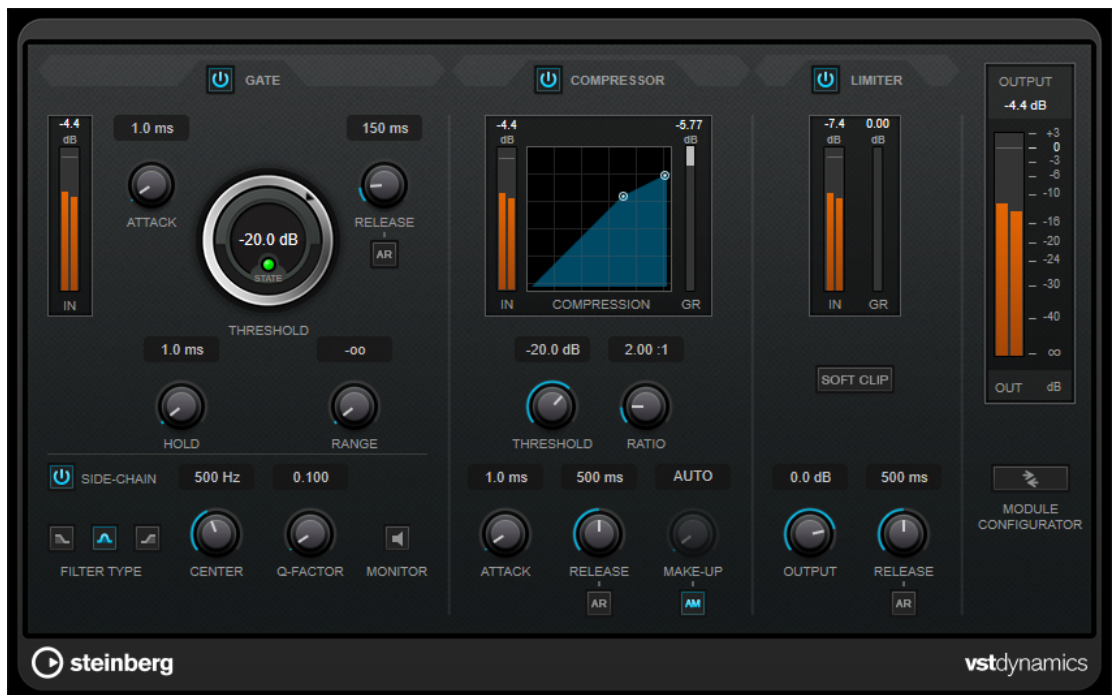 GATE
COMPRESSOR
LIMITER
OUTPUT
-4.4 dB
-4.4
dB
IN
1.0 ms
ATTACK
150 ms
RELEASE
AR
-20.0 dB
STATE
THRESHOLD
1.0 ms
HOLD
-oo
RANGE
SIDE-CHAIN
500 Hz
0.100
FILTER TYPE
CENTER
Q-FACTOR
MONITOR
-4.4
dB
-5.77
dB
IN
COMPRESSION
GR
-20.0 dB
2.00 :1
THRESHOLD
RATIO
1.0 ms
500 ms
AUTO
ATTACK
RELEASE
MAKE-UP
AR
AM
-7.4
0.00
dB
dB
IN
GR
SOFT CLIP
0.0 dB
500 ms
OUTPUT
RELEASE
AR
+3
0
-3
-6
-10
-16
-20
-24
-30
-40
∞
OUT
dB
MODULE
CONFIGURATOR
steinberg
vstdynamics